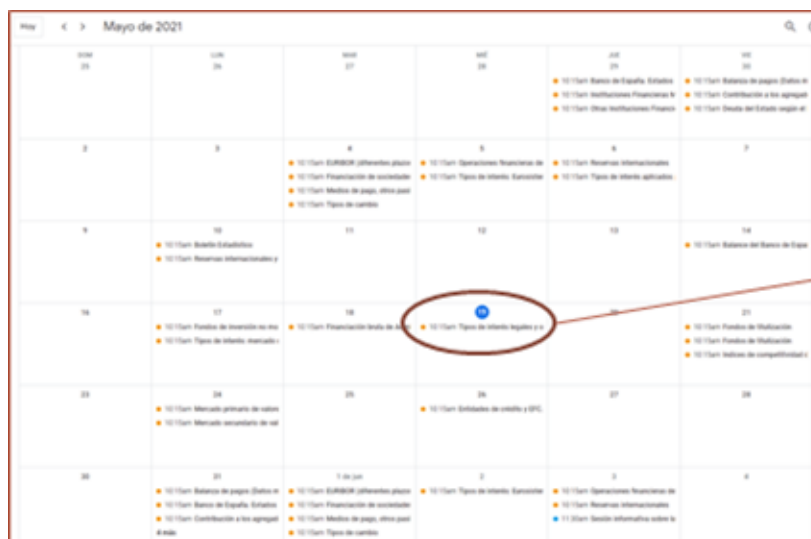 Hoy
Mayo de 2021
DOM LUN MAR MIÉ JUE VIE
25 26 27 28 29 30
10:15am Banco de España. Estados
10:15am Instituciones Financieras
10:15am Otras Instituciones Financi
10:15am Balanza de pagos (Datos m
10:15am Contribución a los agregad
10:15am Deuda del Estado según el
2 3 4 5 6 7
10:15am EURIBOR (diferentes plazo
10:15am Financiación de sociedade
10:15am Medios de pago, otros pasi
10:15am Tipos de cambio
10:15am Operaciones financieras de
10:15am Tipos de interés. Eurosiste
10:15am Reservas internacionales
10:15am Tipos de interés aplicados
9 10 11 12 13 14
10:15am Boletín Estadístico
10:15am Reservas internacionales y
10:15am Balance del Banco de Espa
16 17 18 19 20 21
10:15am Fondos de inversión no mo
10:15am Tipos de interés: mercado
10:15am Financiación bruta de
10:15am Tipos de interés legales y o
10:15am Fondos de titulización
10:15am Fondos de titulización
10:15am Indices de competitividad c
23 24 25 26 27 28
10:15am Mercado primario de valore
10:15am Mercado secundario de val
10:15am Entidades de crédito y EFC.
30 31 1 de jun 2 3 4
10:15am Balanza de pagos (Datos m
10:15am Banco de España. Estados
10:15am Contribución a los agregad
4 más
10:15am EURIBOR (diferentes plazo
10:15am Financiación de sociedade
10:15am Medios de pago, otros pasi
10:15am Tipos de cambio
10:15am Tipos de interés. Eurosiste
10:15am Operaciones financieras de
10:15am Reservas internacionales
11:30am Sesión informativa sobre la